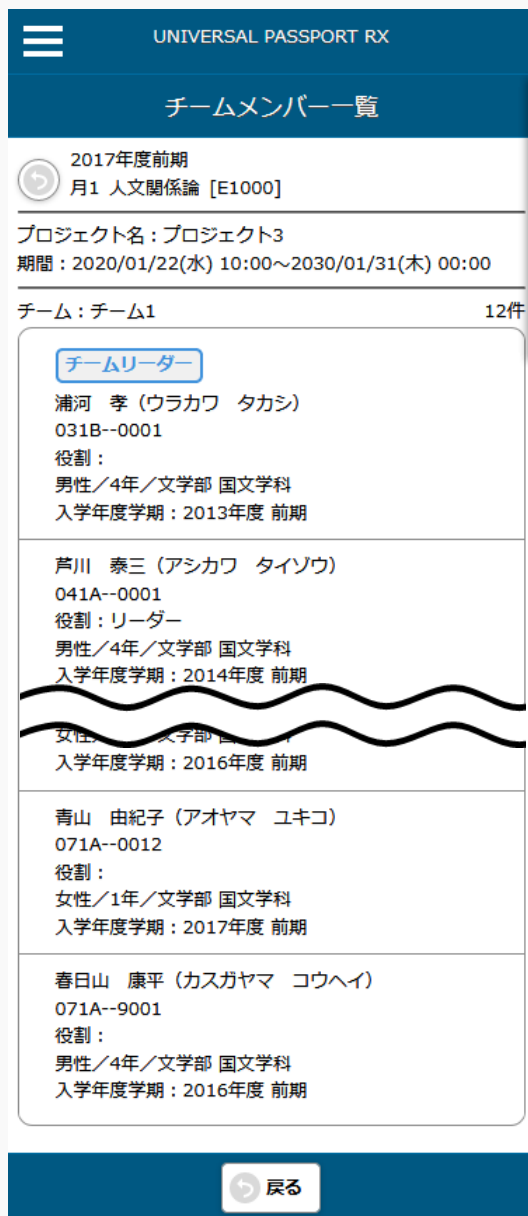 UNIVERSAL PASSPORT RX
チームメンバー一覧
2017年度前期
月1 人文関係論 [E1000]
プロジェクト名：プロジェクト3
期間：2020/01/22(水) 10:00～2030/01/31(木) 00:00
チーム：チーム1 12件
チームリーダー
浦河　孝（ウラカワ　タカシ）
031B--0001
役割：
男性／4年／文学部 国文学科
入学年度学期：2013年度 前期
芦川　泰三（アシカワ　タイゾウ）
041A--0001
役割：リーダー
男性／4年／文学部 国文学科
入学年度学期：2014年度 前期
女性 文学部
入学年度学期：2016年度 前期
青山　由紀子（アオヤマ　ユキコ）
071A--0012
役割：
女性／1年／文学部 国文学科
入学年度学期：2017年度 前期
春日山　康平（カスガヤマ　コウヘイ）
071A--9001
役割：
男性／4年／文学部 国文学科
入学年度学期：2016年度 前期
戻る